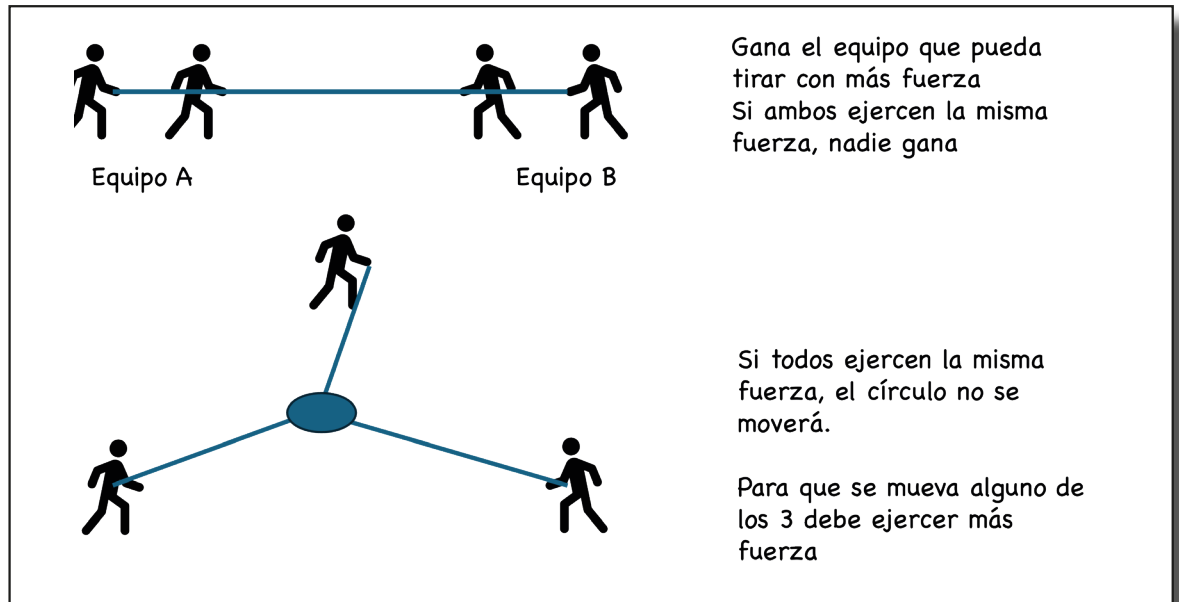 Gana el equipo que pueda
tirar con más fuerza
Si ambos ejercen la misma
fuerza, nadie gana
Equipo A
Equipo B
Si todos ejercen la misma
fuerza, el círculo no se
moverá.
Para que se mueva alguno de
los 3 debe ejercer más
fuerza